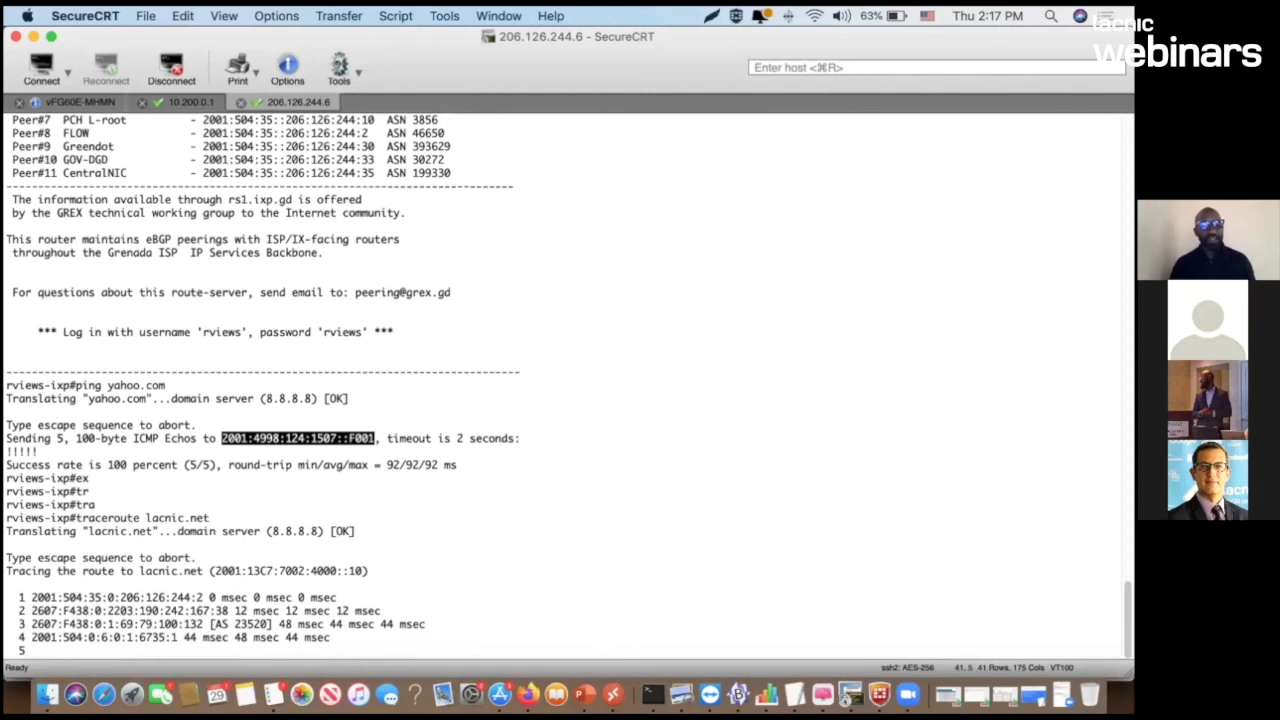 SecureCRT File Edit View Options Transfer Script Tools Window Help 63% Thu 2:17 PM
206.126.244.6 - SecureCRT
lacnic
webinars
Connect Reconnect Disconnect Print Options Tools
Enter host <⌘R>
vFG60E-MHMN 10.200.0.1 206.126.244.6
Peer#7 PCH L-root - 2001:504:35::206:126:244:10 ASN 3856
Peer#8 FLOW - 2001:504:35::206:126:244:2 ASN 46650
Peer#9 Greendot - 2001:504:35::206:126:244:30 ASN 393629
Peer#10 GOV-DGD - 2001:504:35::206:126:244:33 ASN 30272
Peer#11 CentralNIC - 2001:504:35::206:126:244:35 ASN 199330
--------------------------------------------------------------------------------
The information available through rs1.ixp.gd is offered
by the GREX technical working group to the Internet community.
This router maintains eBGP peerings with ISP/IX-facing routers
throughout the Grenada ISP IP Services Backbone.
For questions about this route-server, send email to: peering@grex.gd
*** Log in with username 'rviews', password 'rviews' ***
---------------------------------------------------------------------------------
rviews-ixp#ping yahoo.com
Translating "yahoo.com"...domain server (8.8.8.8) [OK]
Type escape sequence to abort.
Sending 5, 100-byte ICMP Echos to 2001:4998:124:1507::F001, timeout is 2 seconds:
!!!!!
Success rate is 100 percent (5/5), round-trip min/avg/max = 92/92/92 ms
rviews-ixp#ex
rviews-ixp#tr
rviews-ixp#tra
rviews-ixp#traceroute lacnic.net
Translating "lacnic.net"...domain server (8.8.8.8) [OK]
Type escape sequence to abort.
Tracing the route to lacnic.net (2001:13C7:7002:4000::10)
1 2001:504:35:0:206:126:244:2 0 msec 0 msec 0 msec
2 2607:F438:0:2203:190:242:167:38 12 msec 12 msec 12 msec
3 2607:F438:0:1:69:79:100:132 [AS 23520] 48 msec 44 msec 44 msec
4 2001:504:0:6:0:1:6735:1 44 msec 48 msec 44 msec
5
Ready ssh2: AES-256 41, 5 41 Rows, 175 Cols VT100
29